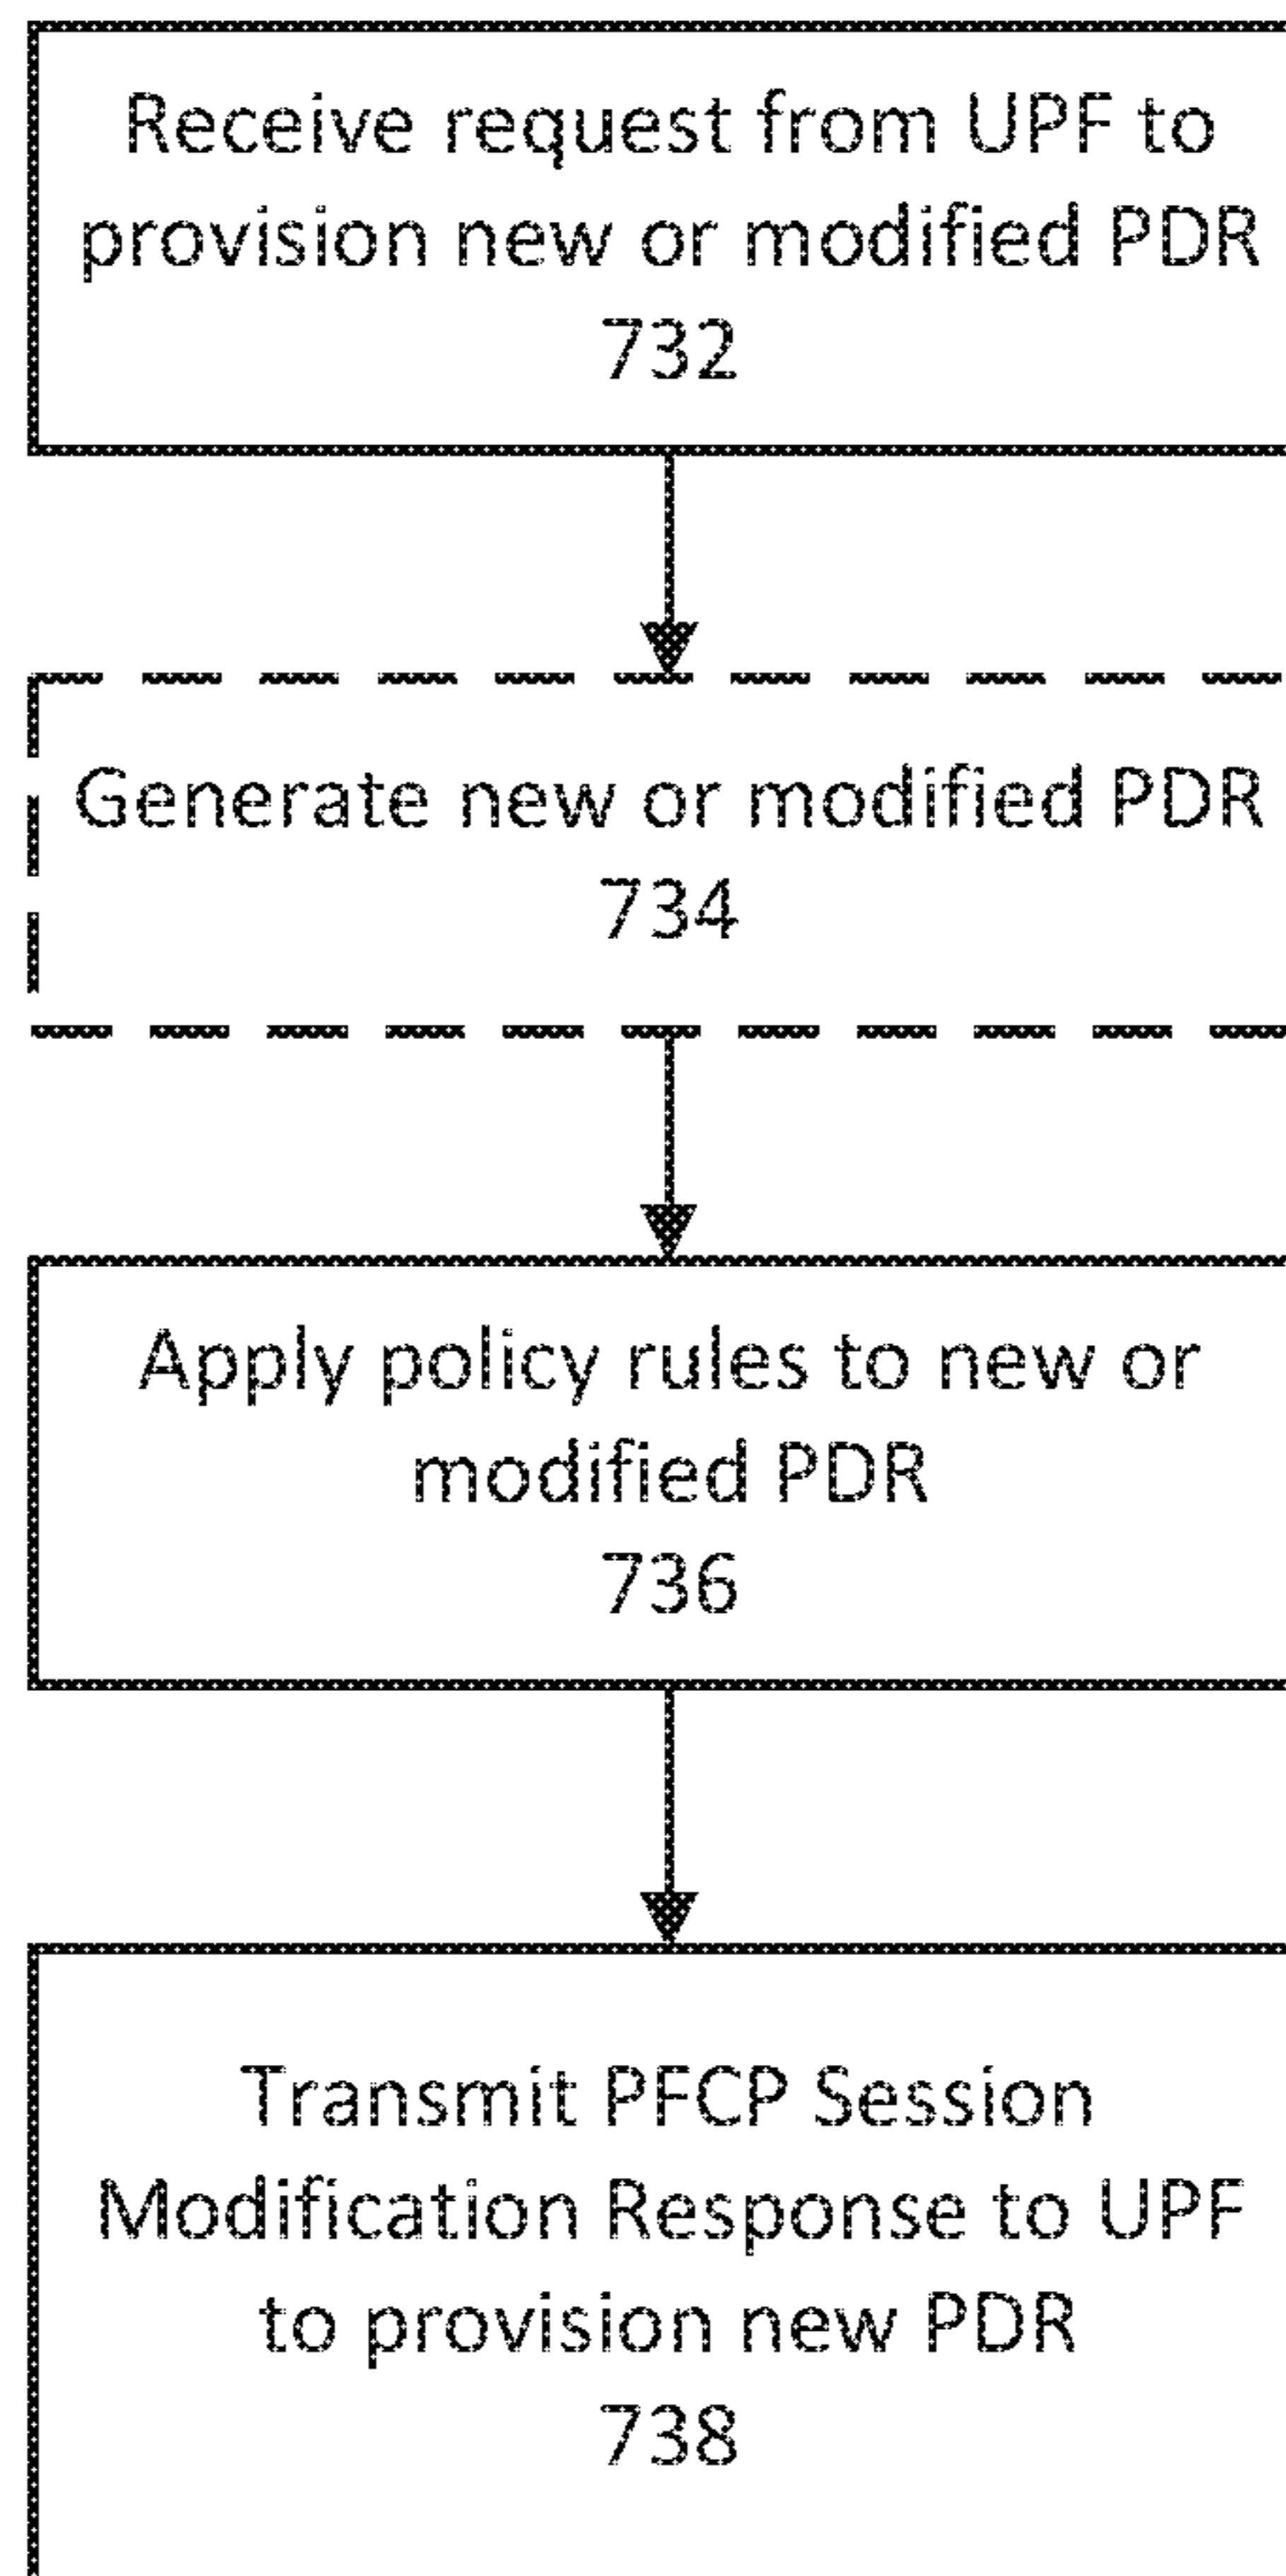 Receive request from UPF to
provision new or modified PDR
732
Generate new or modified PDR
734
Apply policy rules to new or
modified PDR
736
Transmit PFCP Session
Modification Response to UPF
to provision new PDR
738